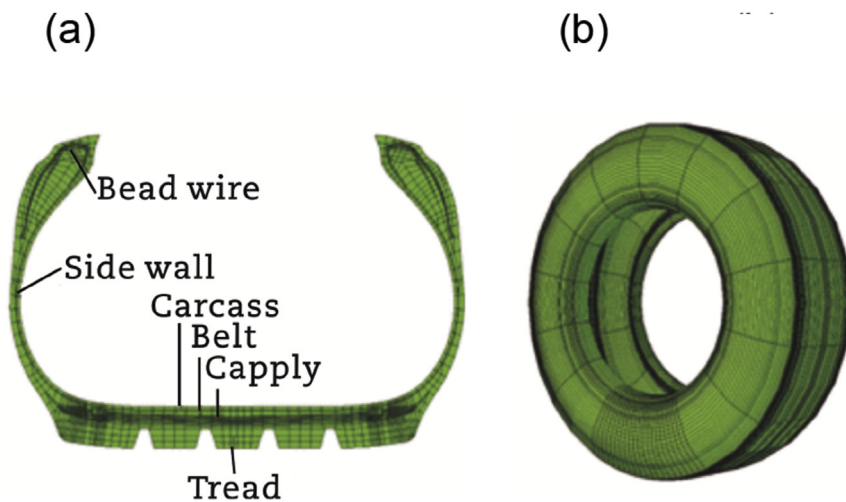 (a)
(b)
Bead wire
Side wall
Carcass
Belt
Capply
Tread